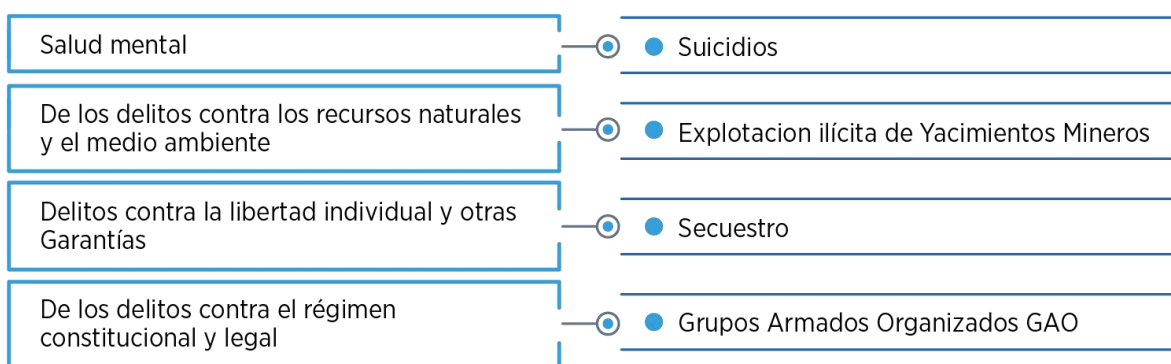 Salud mental
Suicidios
De los delitos contra los recursos naturales
y el medio ambiente
Explotacion ilícita de Yacimientos Mineros
Delitos contra la libertad individual y otras
Garantías
Secuestro
De los delitos contra el régimen
constitucional y legal
Grupos Armados Organizados GAO